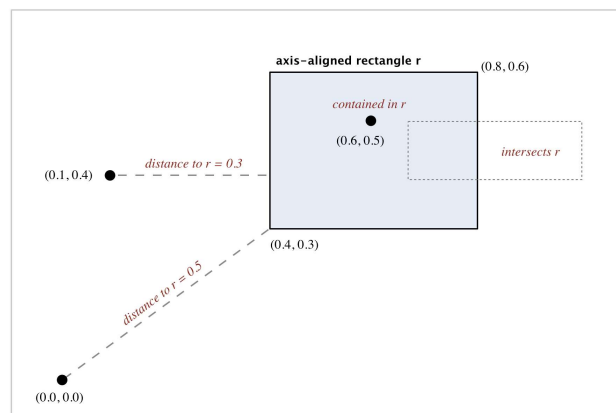 axis-aligned rectangle r
(0.8, 0.6)
contained in r
(0.6, 0.5)
intersects r
(0.1, 0.4)
distance to r = 0.3
(0.4, 0.3)
distance to r = 0.5
(0.0, 0.0)